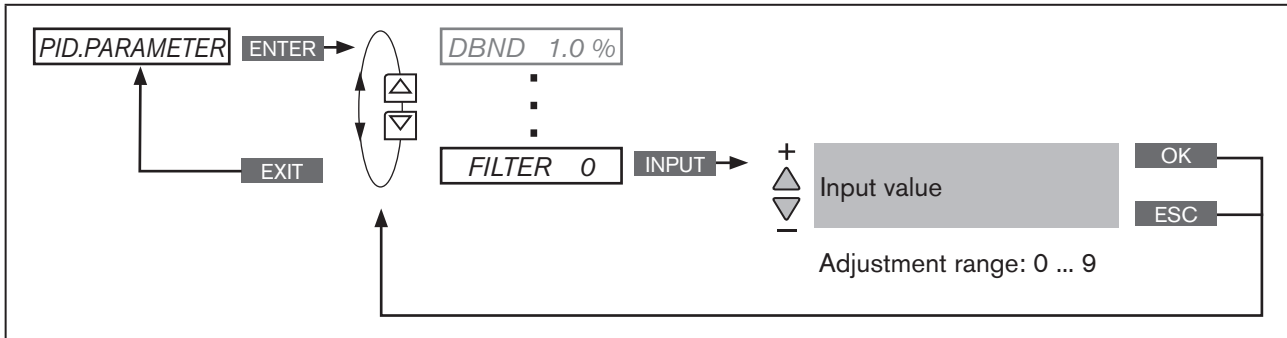 PID.PARAMETER ENTER
DBND 1.0 %
EXIT
FILTER 0 INPUT
+
Input value
–
OK
ESC
Adjustment range: 0 ... 9